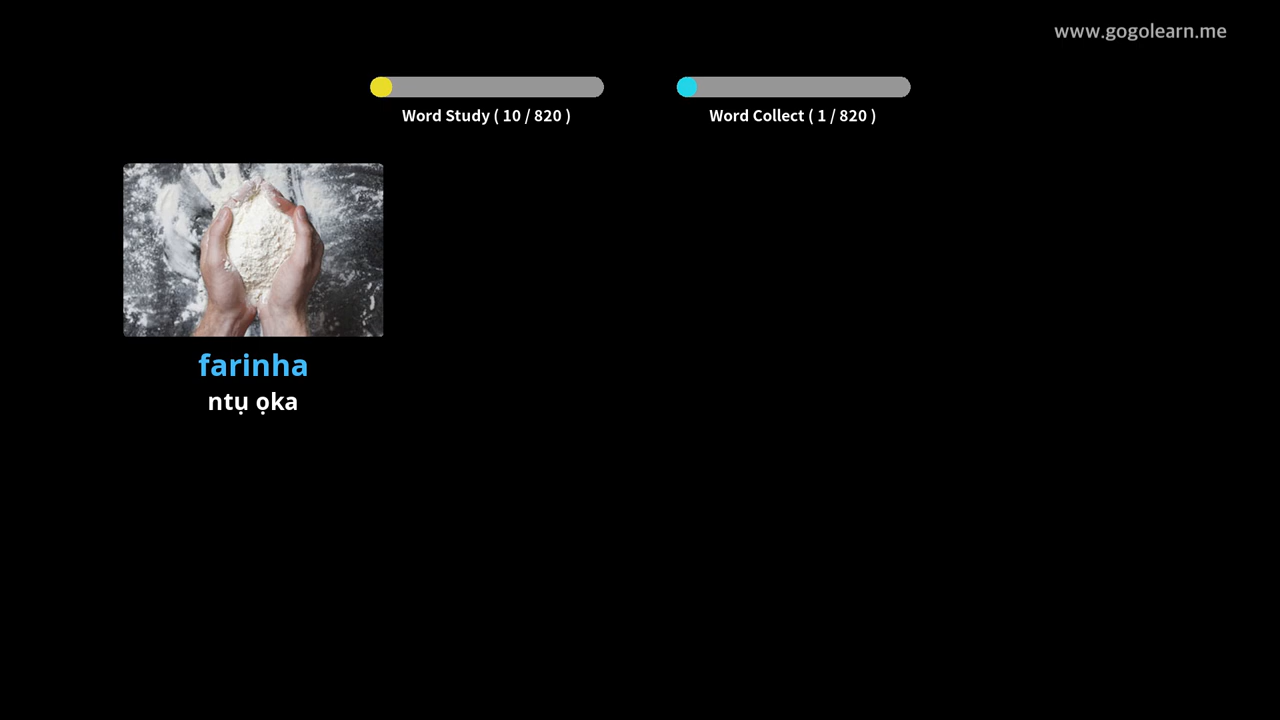 www.gogolearn.me
Word Study ( 10 / 820 )
Word Collect ( 1 / 820 )
farinha
ntụ ọka